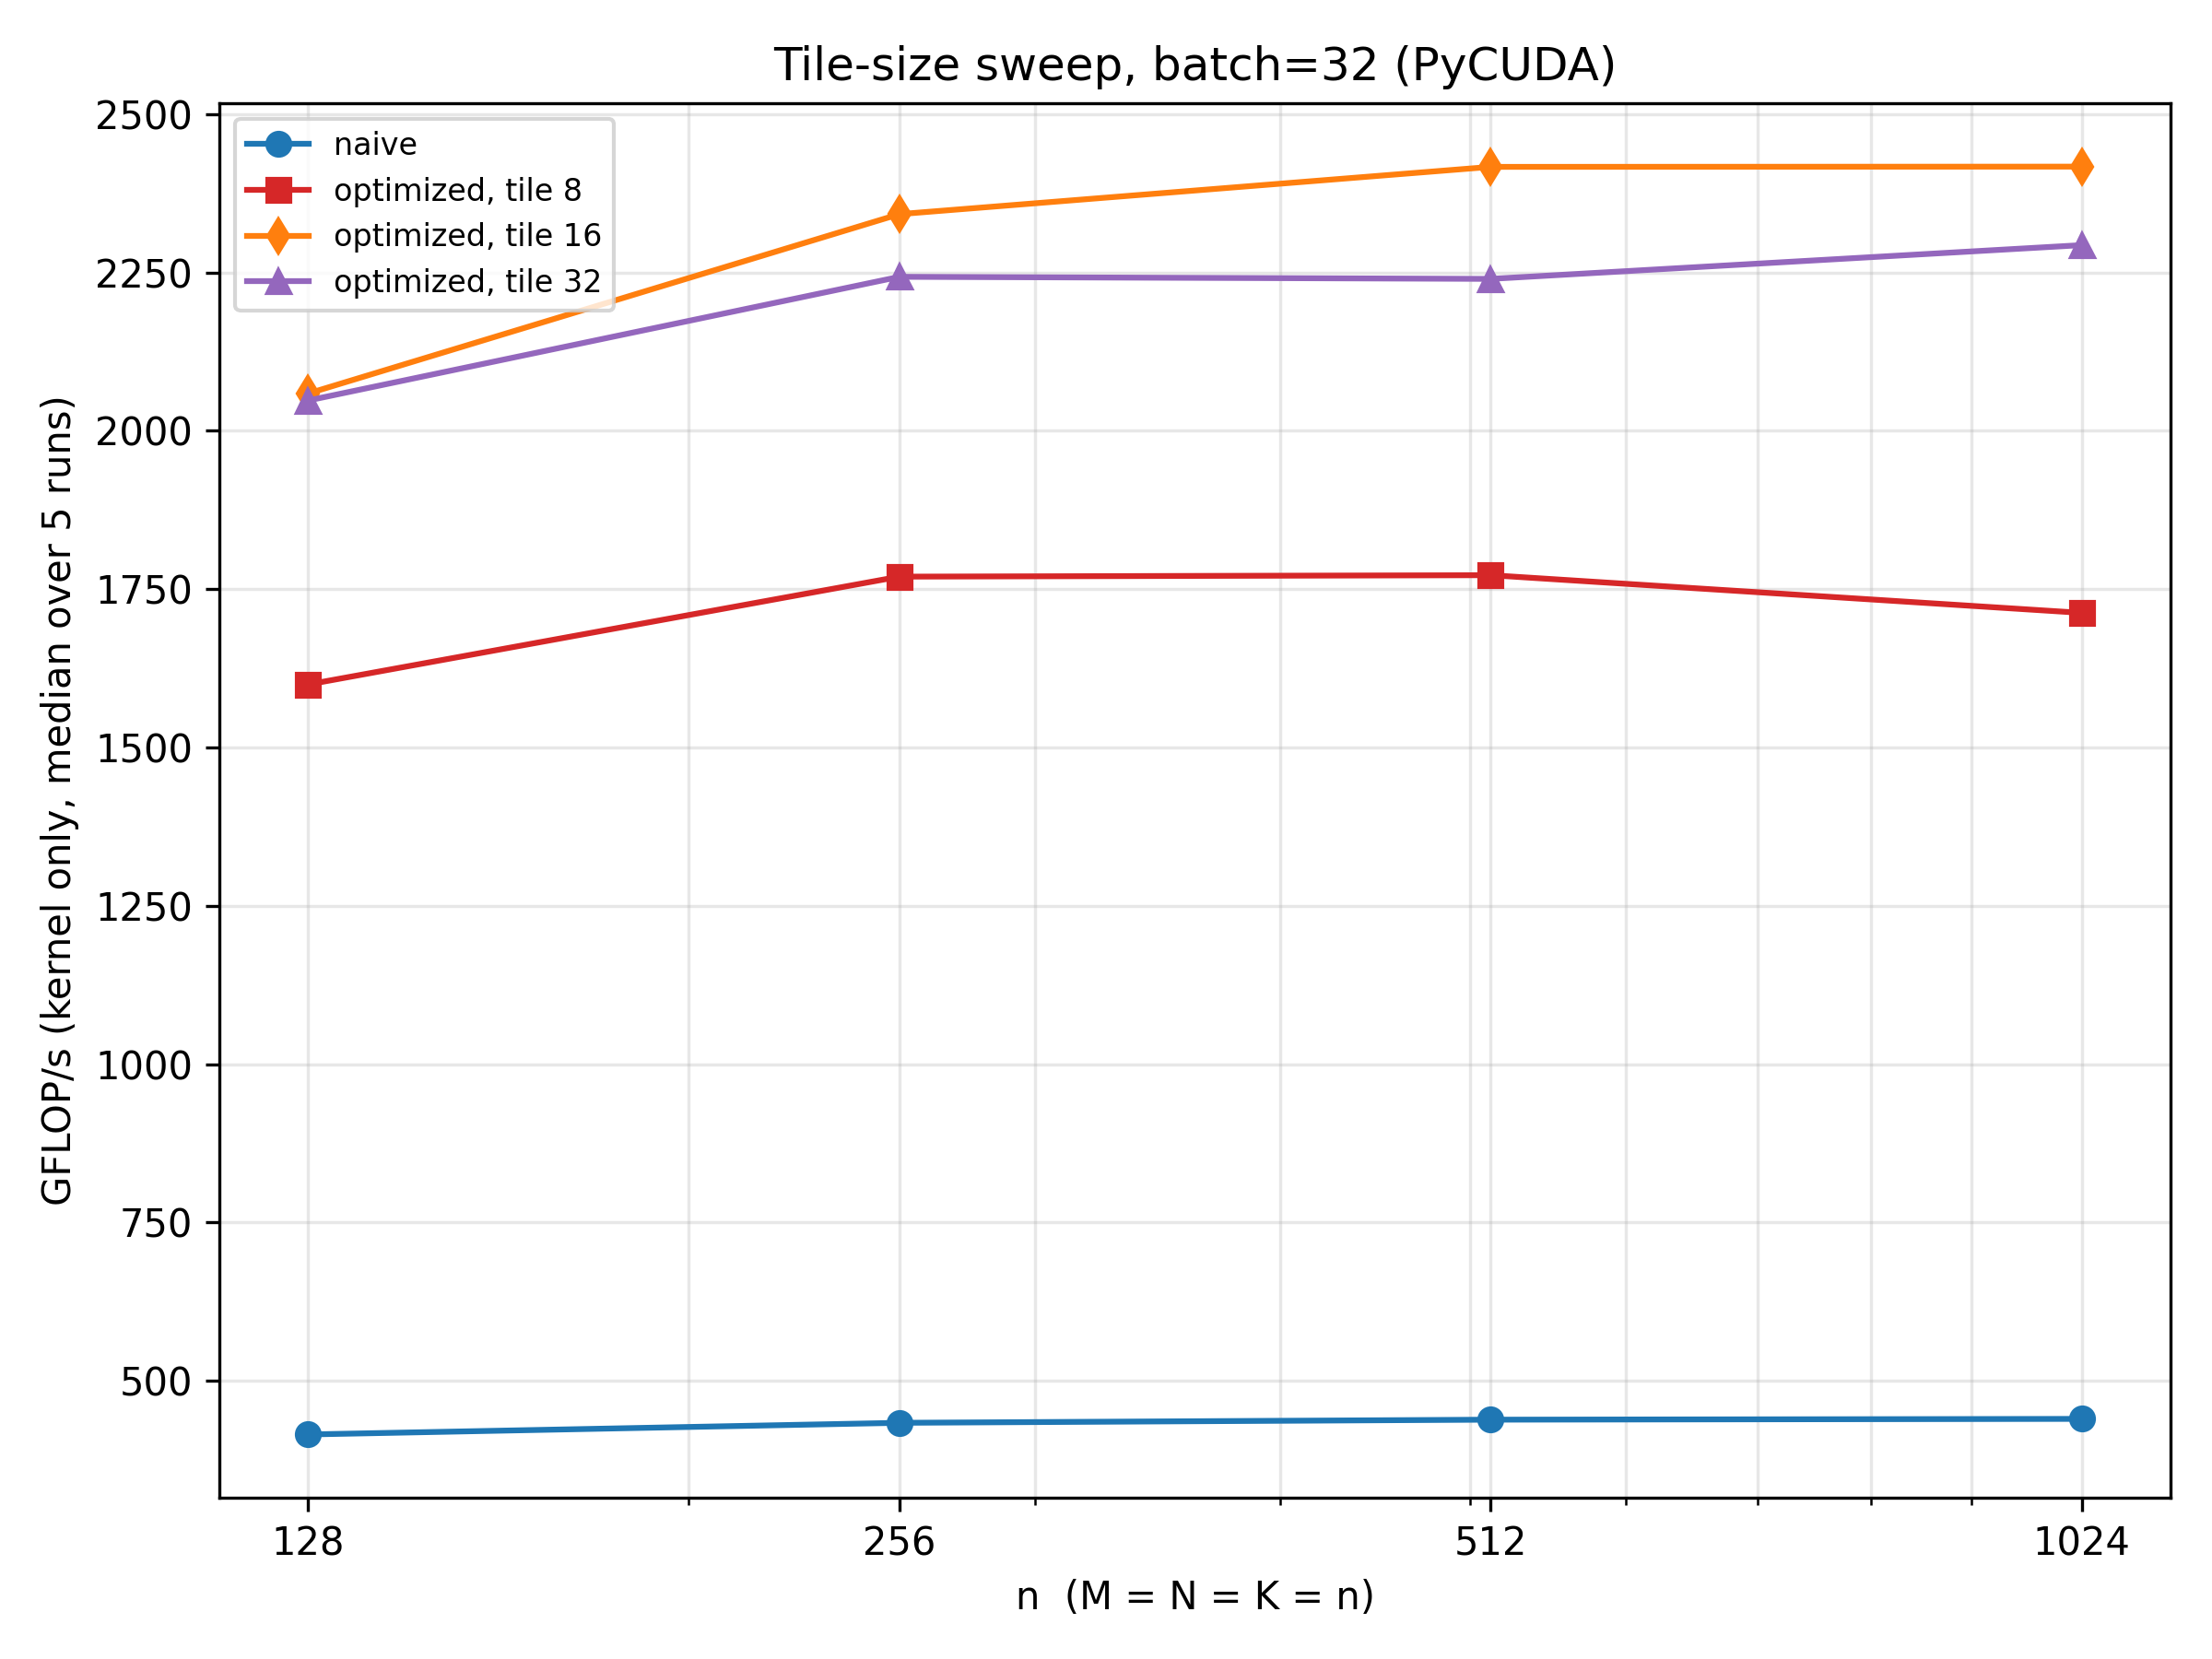 Tile-size sweep, batch=32 (PyCUDA)
naive
optimized, tile 8
optimized, tile 16
optimized, tile 32
2500
2250
2000
1750
1500
1250
1000
750
500
GFLOP/s (kernel only, median over 5 runs)
128 256 512 1024
n (M = N = K = n)